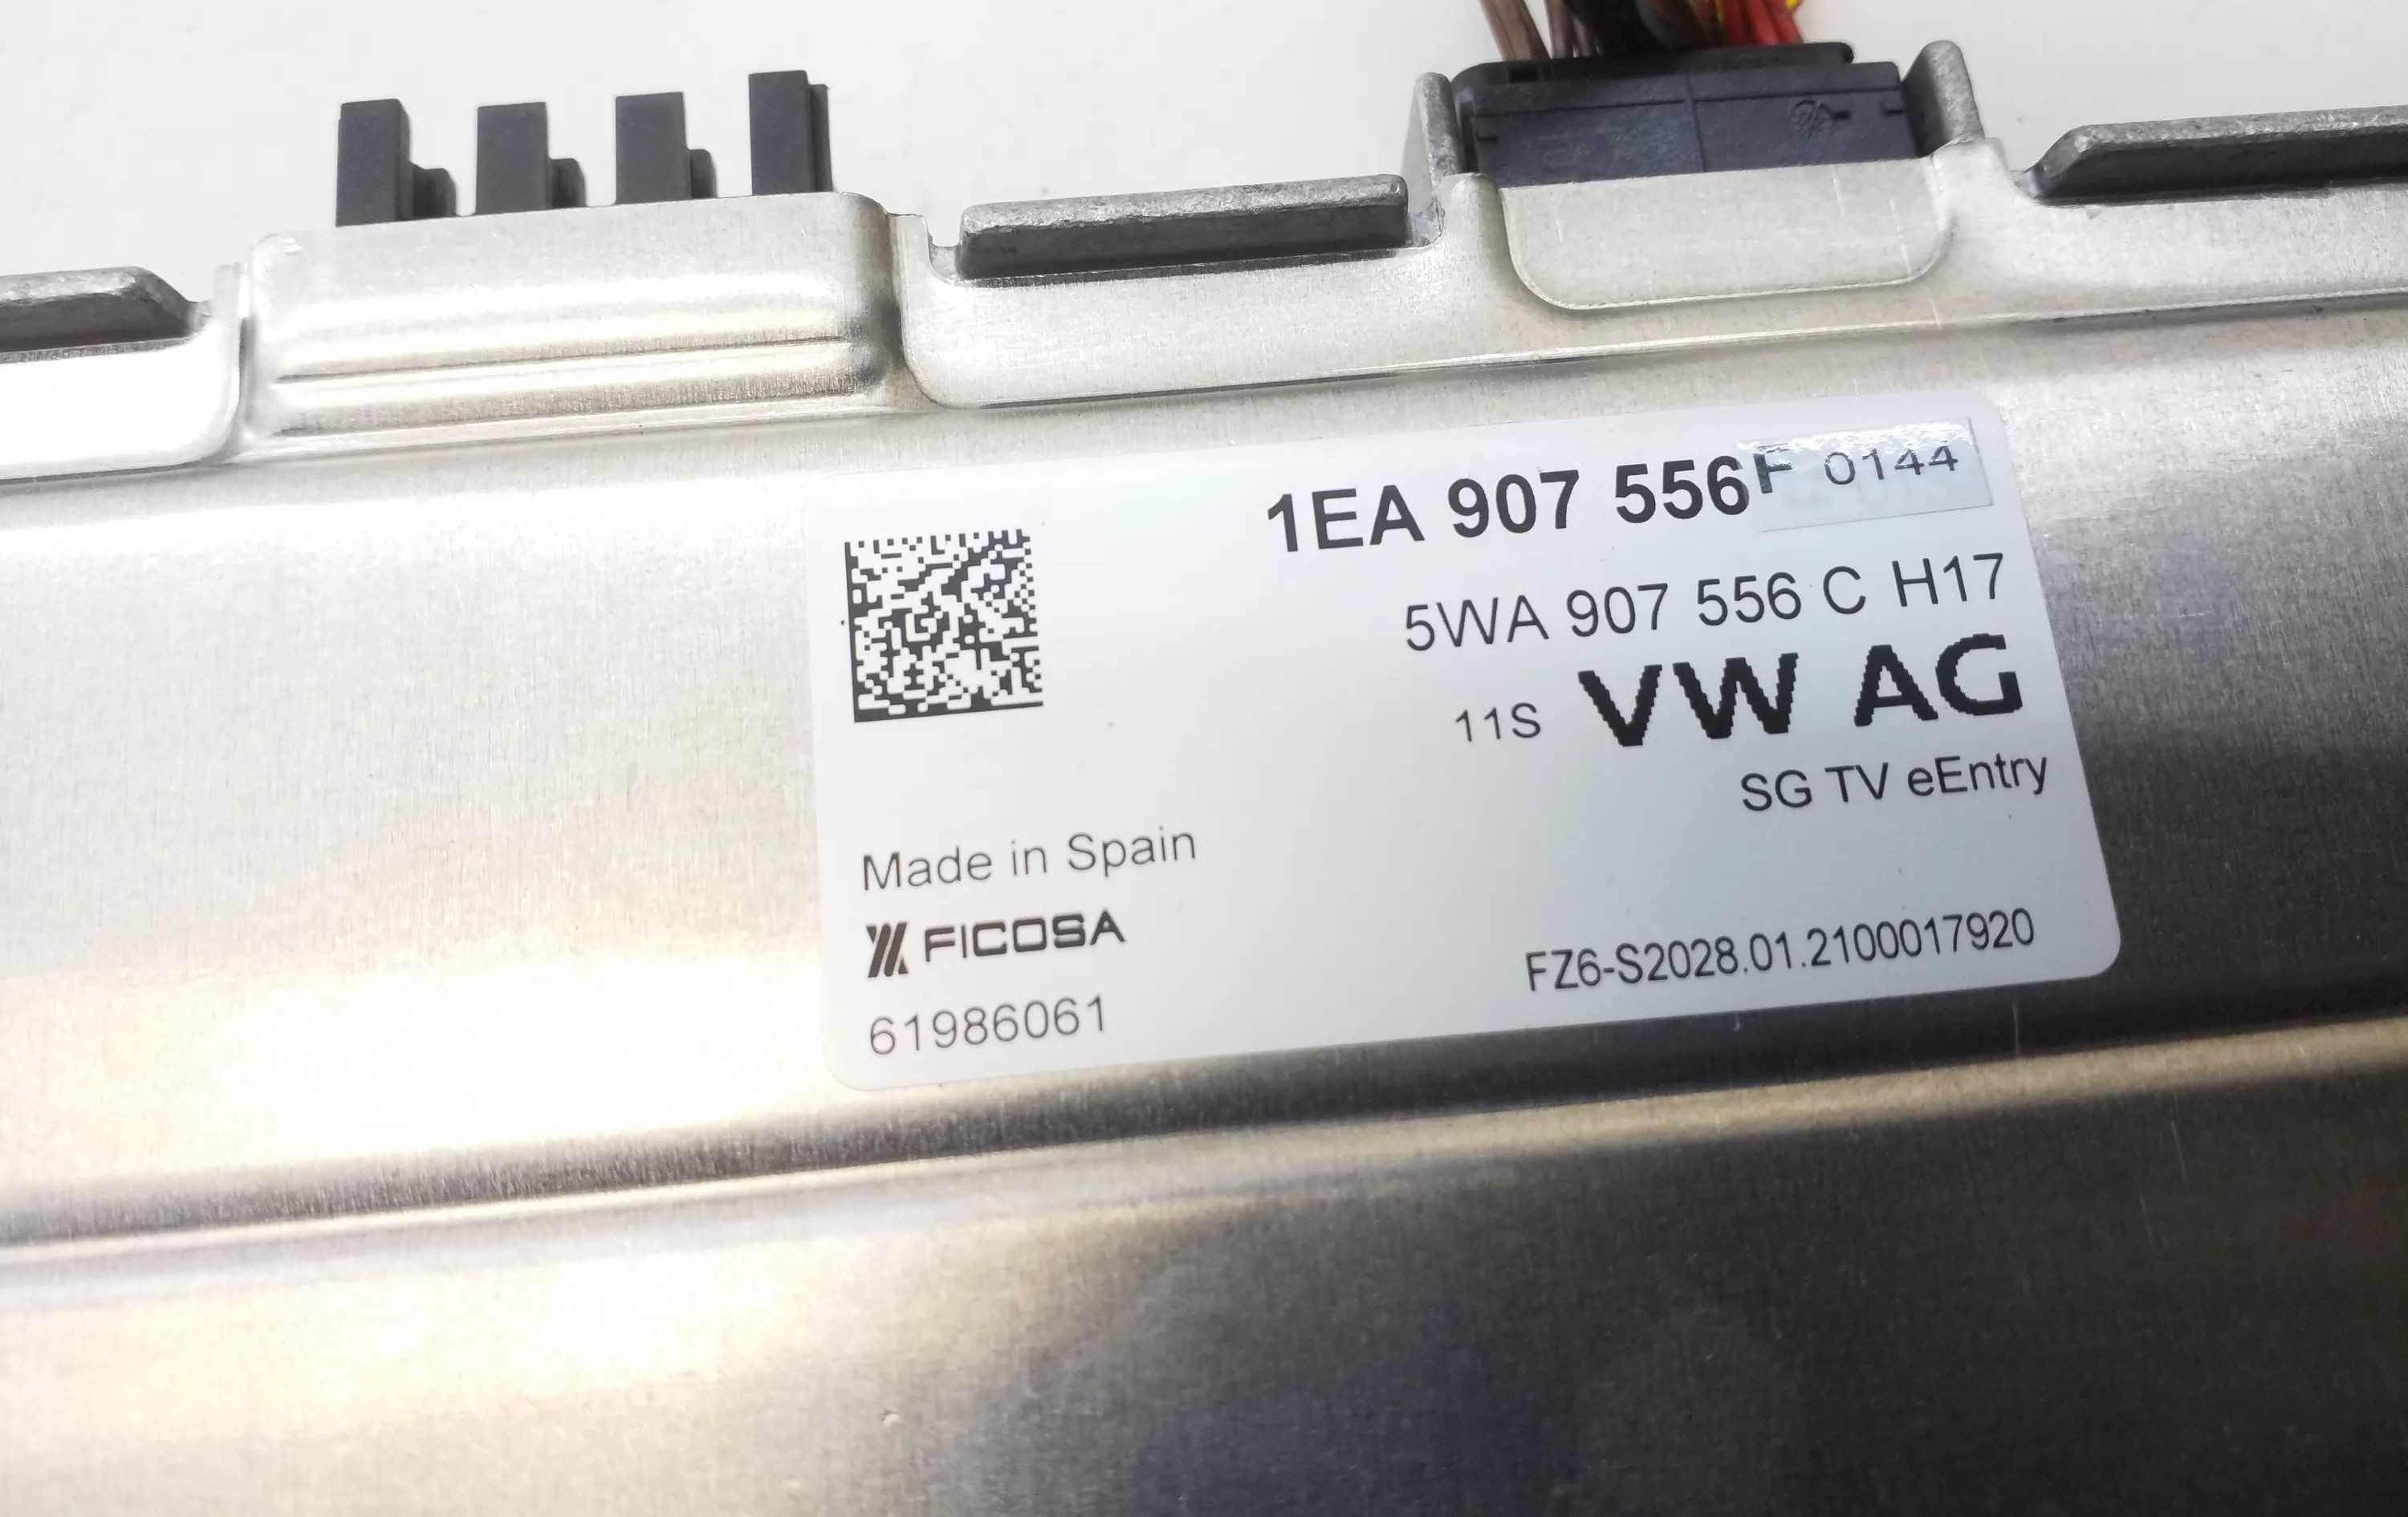 1EA 907 556F 0144
5WA 907 556 C H17
11S VW AG
SG TV eEntry
Made in Spain
FICOSA
61986061
FZ6-S2028.01.2100017920